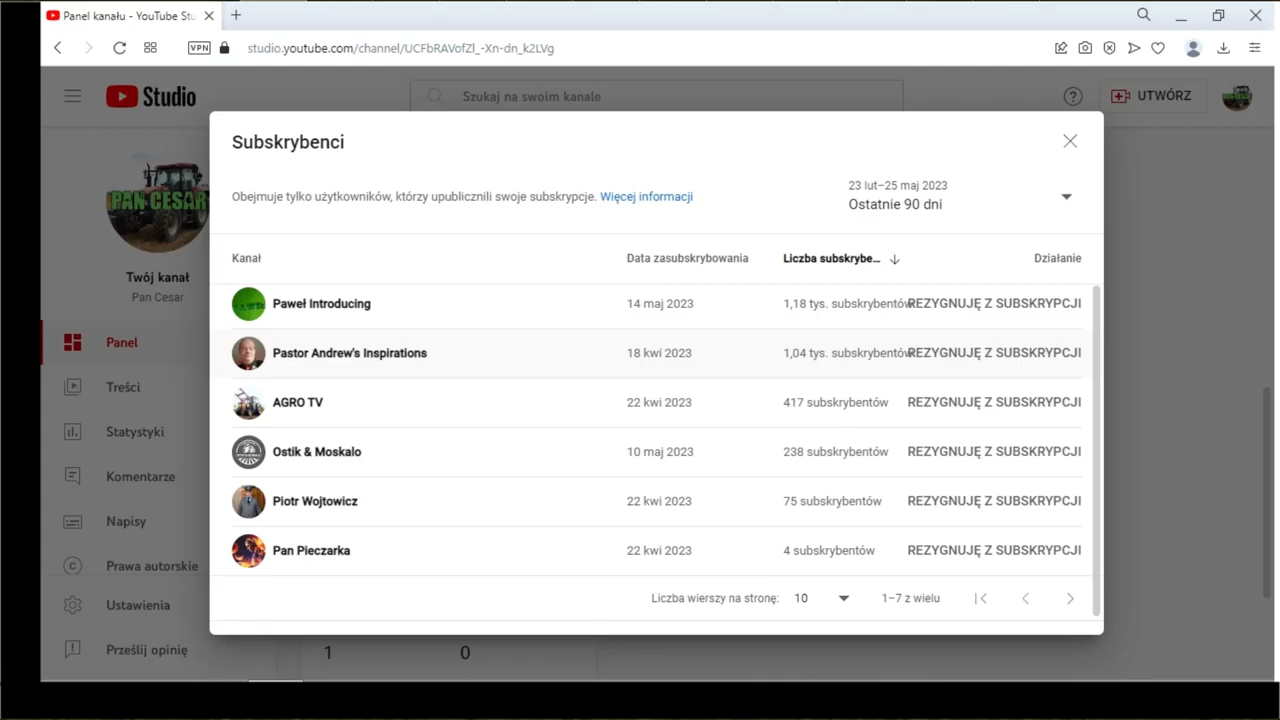 Panel kanału - YouTube Stu
VPN
studio.youtube.com/channel/UCFbRAVofZl_-Xn-dn_k2LVg
Studio
Szukaj na swoim kanale
UTWÓRZ
PAN CESAR
Twój kanał
Pan Cesar
Panel
Treści
Statystyki
Komentarze
Napisy
Prawa autorskie
Ustawienia
Prześlij opinię
Subskrybenci
Obejmuje tylko użytkowników, którzy upublicznili swoje subskrypcje. Więcej informacji
23 lut–25 maj 2023
Ostatnie 90 dni
Kanał Data zasubskrybowania Liczba subskrybe... Działanie
Paweł Introducing 14 maj 2023 1,18 tys. subskrybentów REZYGNUJĘ Z SUBSKRYPCJI
Pastor Andrew's Inspirations 18 kwi 2023 1,04 tys. subskrybentów REZYGNUJĘ Z SUBSKRYPCJI
AGRO TV 22 kwi 2023 417 subskrybentów REZYGNUJĘ Z SUBSKRYPCJI
Ostik & Moskalo 10 maj 2023 238 subskrybentów REZYGNUJĘ Z SUBSKRYPCJI
Piotr Wojtowicz 22 kwi 2023 75 subskrybentów REZYGNUJĘ Z SUBSKRYPCJI
Pan Pieczarka 22 kwi 2023 4 subskrybentów REZYGNUJĘ Z SUBSKRYPCJI
Liczba wierszy na stronę: 10 1–7 z wielu
1 0